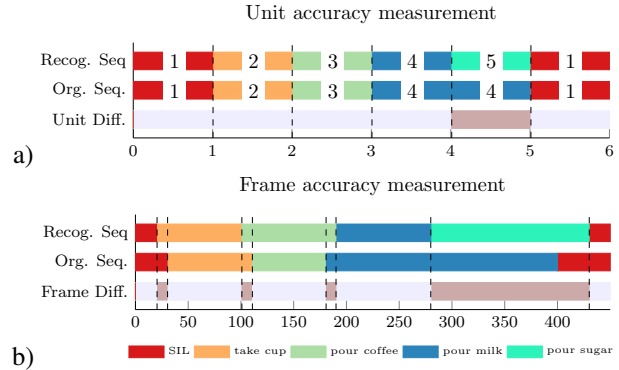 Unit accuracy measurement
Recog. Seq 1 2 3 4 5 1
Org. Seq. 1 2 3 4 4 1
Unit Diff.
a)
0 1 2 3 4 5 6
Frame accuracy measurement
Recog. Seq
Org. Seq.
Frame Diff.
0 50 100 150 200 250 300 350 400
b)
SIL take cup pour coffee pour milk pour sugar